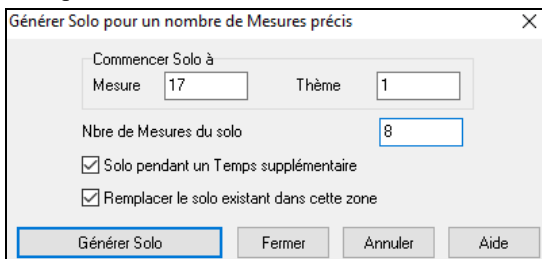 Générer Solo pour un nombre de Mesures précis
Commencer Solo à
Mesure 17 Thème 1
Nbre de Mesures du solo 8
Solo pendant un Temps supplémentaire
Remplacer le solo existant dans cette zone
Générer Solo Fermer Annuler Aide